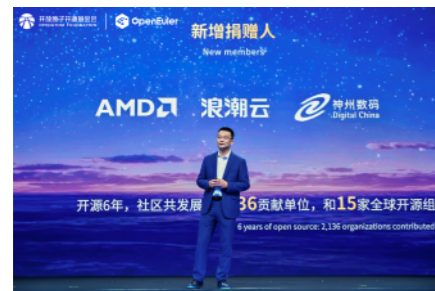 开放原子开源基金会
OPENATOM FOUNDATION
openEuler
新增捐赠人
New members
AMD
浪潮云
神州数码
Digital China
开源6年，社区共发展
36贡献单位，和15家全球开源组
6 years of open source: 2,136 organizations contributed